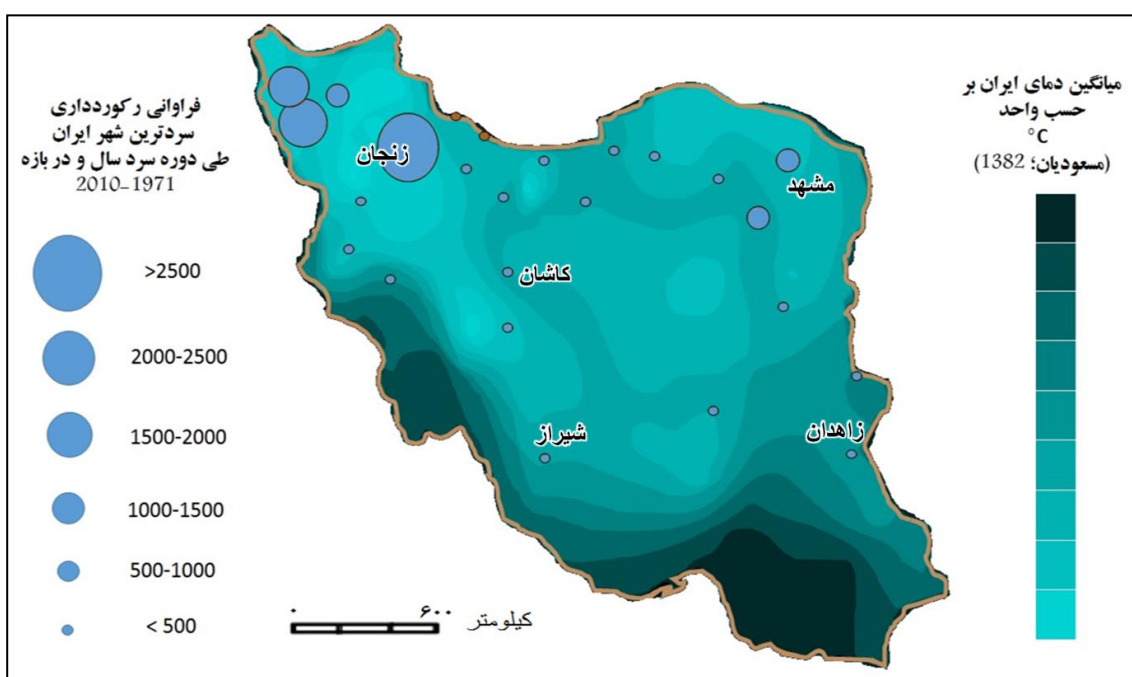 فراوانی رکوردداری
سردترین شهر ایران
طی دوره سرد سال و در بازه
2010-1971
>2500
2000-2500
1500-2000
1000-1500
500-1000
< 500
زنجان
مشهد
کاشان
شیراز
زاهدان
۰ ۶۰۰
کیلومتر
میانگین دمای ایران بر
حسب واحد
°C
(مسعودیان؛ 1382)